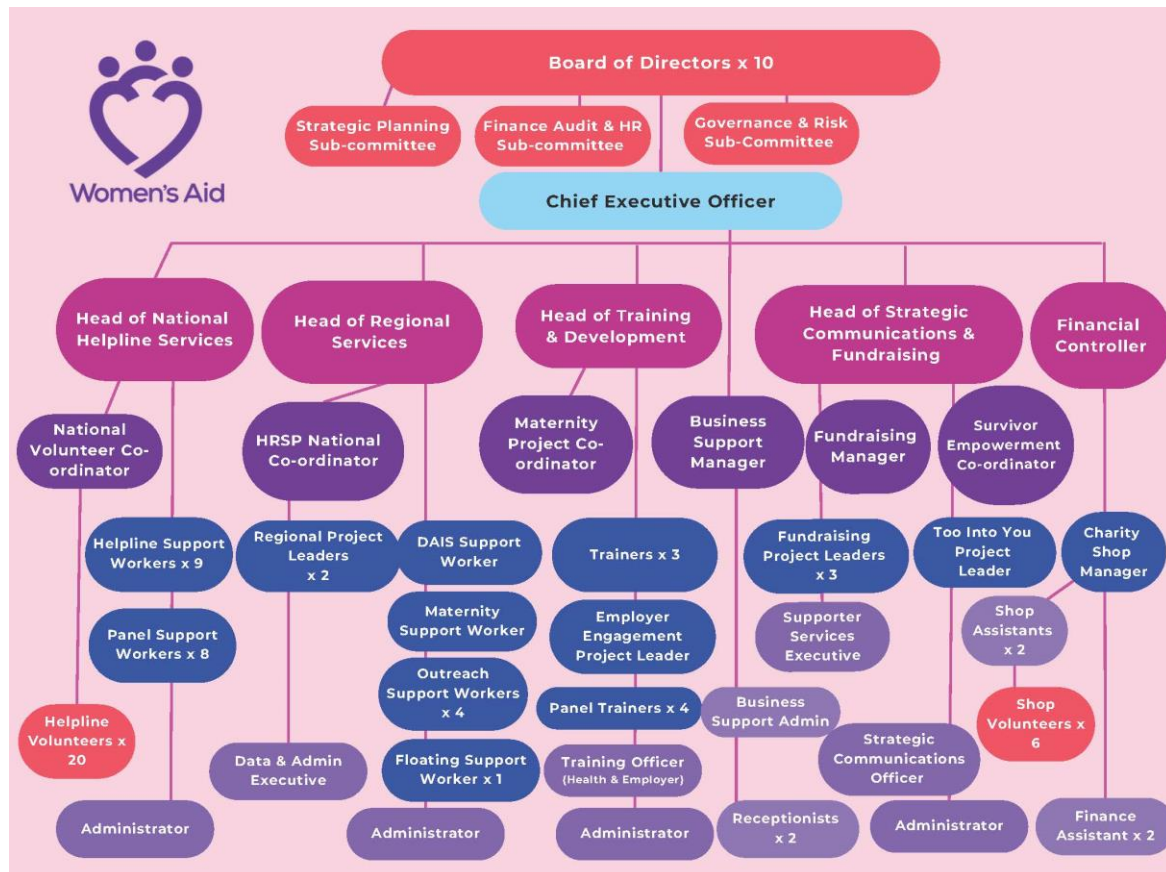 Women's Aid
Board of Directors x 10
Strategic Planning
Sub-committee
Finance Audit & HR
Sub-committee
Governance & Risk
Sub-Committee
Chief Executive Officer
Head of National
Helpline Services
Head of Regional
Services
Head of Training
& Development
Head of Strategic
Communications &
Fundraising
Financial
Controller
National
Volunteer Co-
ordinator
HRSP National
Co-ordinator
Maternity
Project Co-
ordinator
Business
Support
Manager
Fundraising
Manager
Survivor
Empowerment
Co-ordinator
Helpline Support
Workers x 9
Regional Project
Leaders
x 2
DAIS Support
Worker
Trainers x 3
Fundraising
Project Leaders
x 3
Too Into You
Project
Leader
Charity
Shop
Manager
Panel Support
Workers x 8
Maternity
Support Worker
Employer
Engagement
Project Leader
Supporter
Services
Executive
Shop
Assistants
x 2
Outreach
Support Workers
x 4
Panel Trainers x 4
Business
Support Admin
Shop
Volunteers x
6
Helpline
Volunteers x
20
Data & Admin
Executive
Floating Support
Worker x 1
Training Officer
(Health & Employer)
Strategic
Communications
Officer
Administrator
Administrator
Administrator
Receptionists
x 2
Administrator
Finance
Assistant x 2